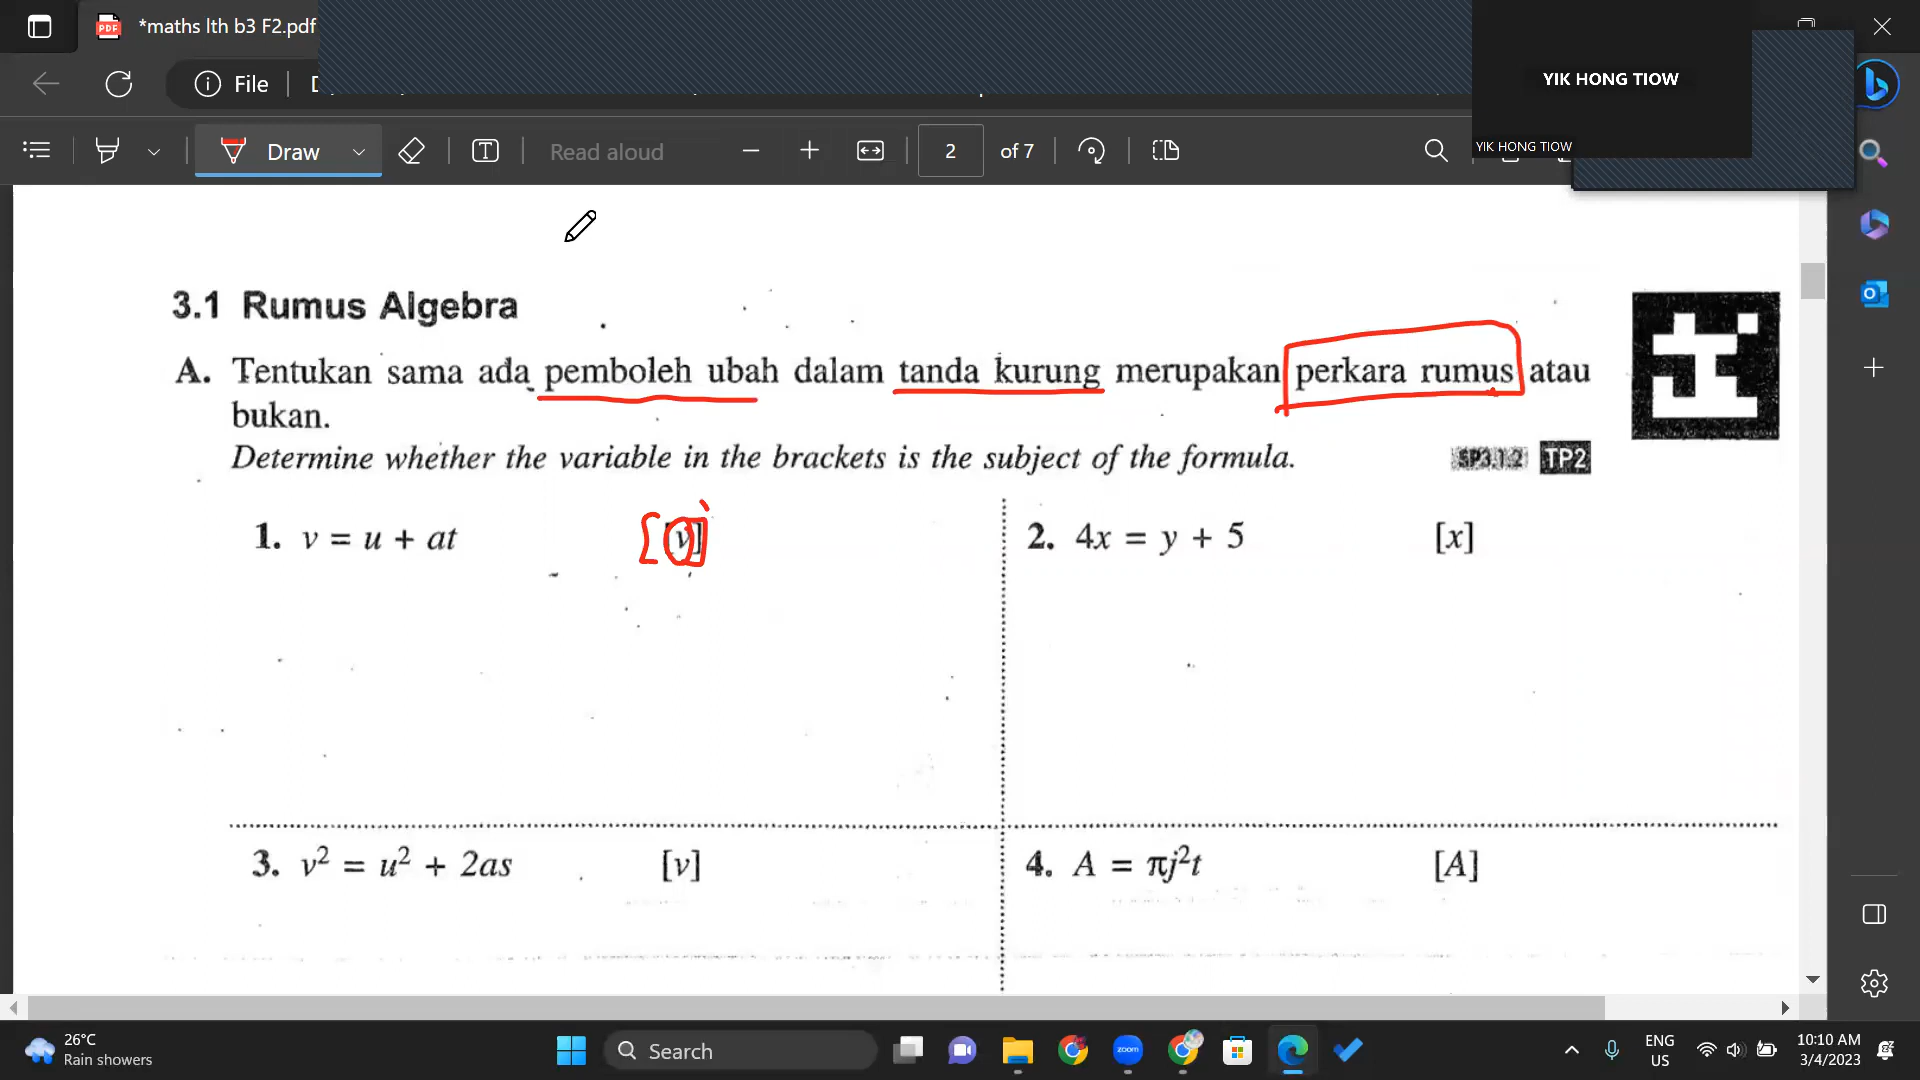 *maths lth b3 F2.pdf
YIK HONG TIOW
File
Draw
Read aloud
2
of 7
YIK HONG TIOW
3.1 Rumus Algebra
A. Tentukan sama ada pemboleh ubah dalam tanda kurung merupakan perkara rumus atau
bukan.
Determine whether the variable in the brackets is the subject of the formula.
SP3.1.2 TP2
1. v = u + at [v]
2. 4x = y + 5 [x]
3. v² = u² + 2as [v]
4. A = πj²t [A]
26°C
Rain showers
Search
zoom
ENG
US
10:10 AM
3/4/2023